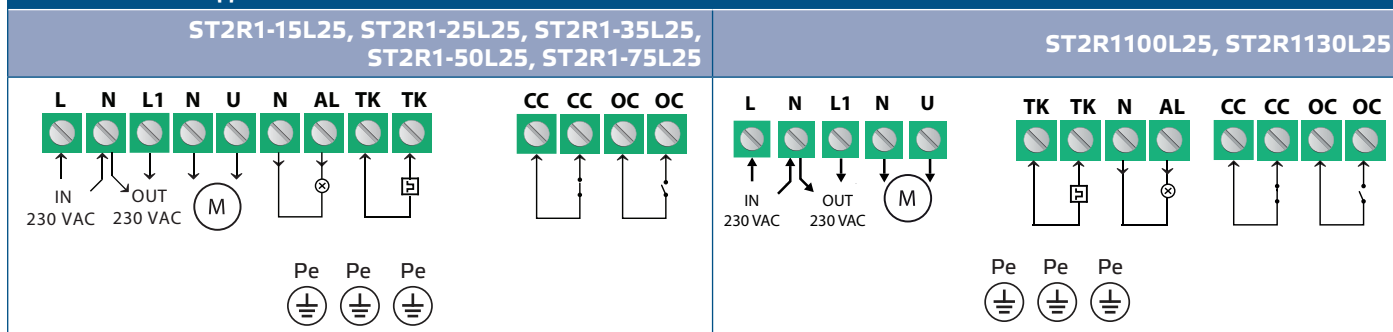 ST2R1-15L25, ST2R1-25L25, ST2R1-35L25,
ST2R1-50L25, ST2R1-75L25
L N L1 N U N AL TK TK CC CC OC OC
IN OUT
230 VAC 230 VAC
M
Pe Pe Pe
ST2R1100L25, ST2R1130L25
L N L1 N U TK TK N AL CC CC OC OC
IN OUT
230 VAC 230 VAC
M
Pe Pe Pe